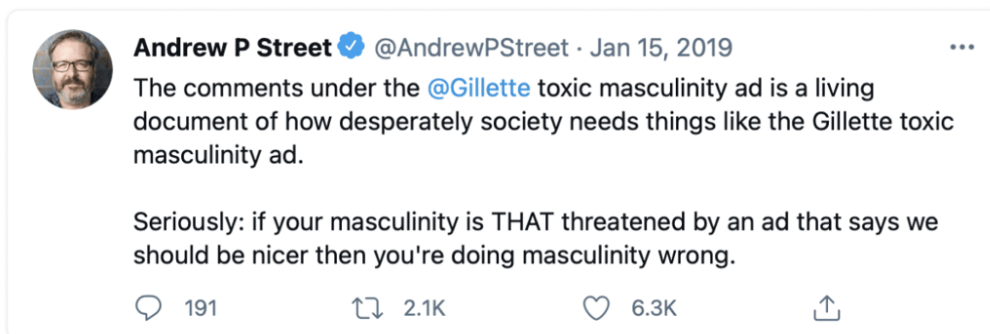 Andrew P Street @AndrewPStreet · Jan 15, 2019
The comments under the @Gillette toxic masculinity ad is a living
document of how desperately society needs things like the Gillette toxic
masculinity ad.
Seriously: if your masculinity is THAT threatened by an ad that says we
should be nicer then you're doing masculinity wrong.
191 2.1K 6.3K